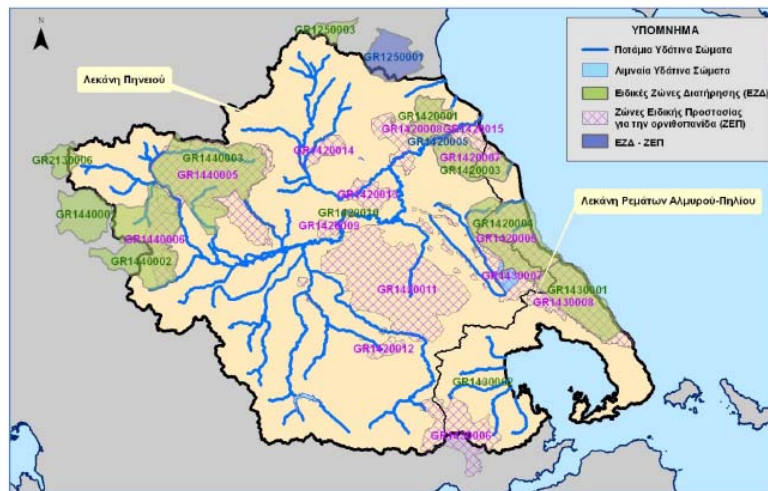 N
GR1250003
GR1250001
ΥΠΟΜΝΗΜΑ
Ποτάμια Υδάτινα Σώματα
Λιμναία Υδάτινα Σώματα
Ειδικές Ζώνες Διατήρησης (ΕΖΔ)
Ζώνες Ειδικής Προστασίας
για την ορνιθοπανίδα (ΖΕΠ)
ΕΖΔ - ΖΕΠ
Λεκάνη Πηνειού
GR1420001
GR1420008
GR1420015
GR1420005
GR1420014
GR1420007
GR1420003
GR2130006
GR1440003
GR1440005
GR1420010
GR1420009
Λεκάνη Ρεμάτων Αλμυρού-Πηλίου
GR1420004
GR1440006
GR1440002
GR1430007
GR1420011
GR1430001
GR1430008
GR1420012
GR1430002